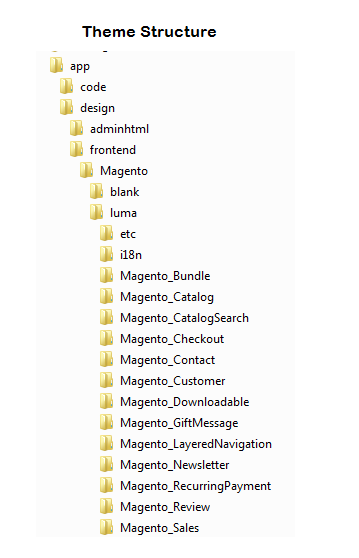 Theme Structure
app
code
design
adminhtml
frontend
Magento
blank
luma
etc
i18n
Magento_Bundle
Magento_Catalog
Magento_CatalogSearch
Magento_Checkout
Magento_Contact
Magento_Customer
Magento_Downloadable
Magento_GiftMessage
Magento_LayeredNavigation
Magento_Newsletter
Magento_RecurringPayment
Magento_Review
Magento_Sales